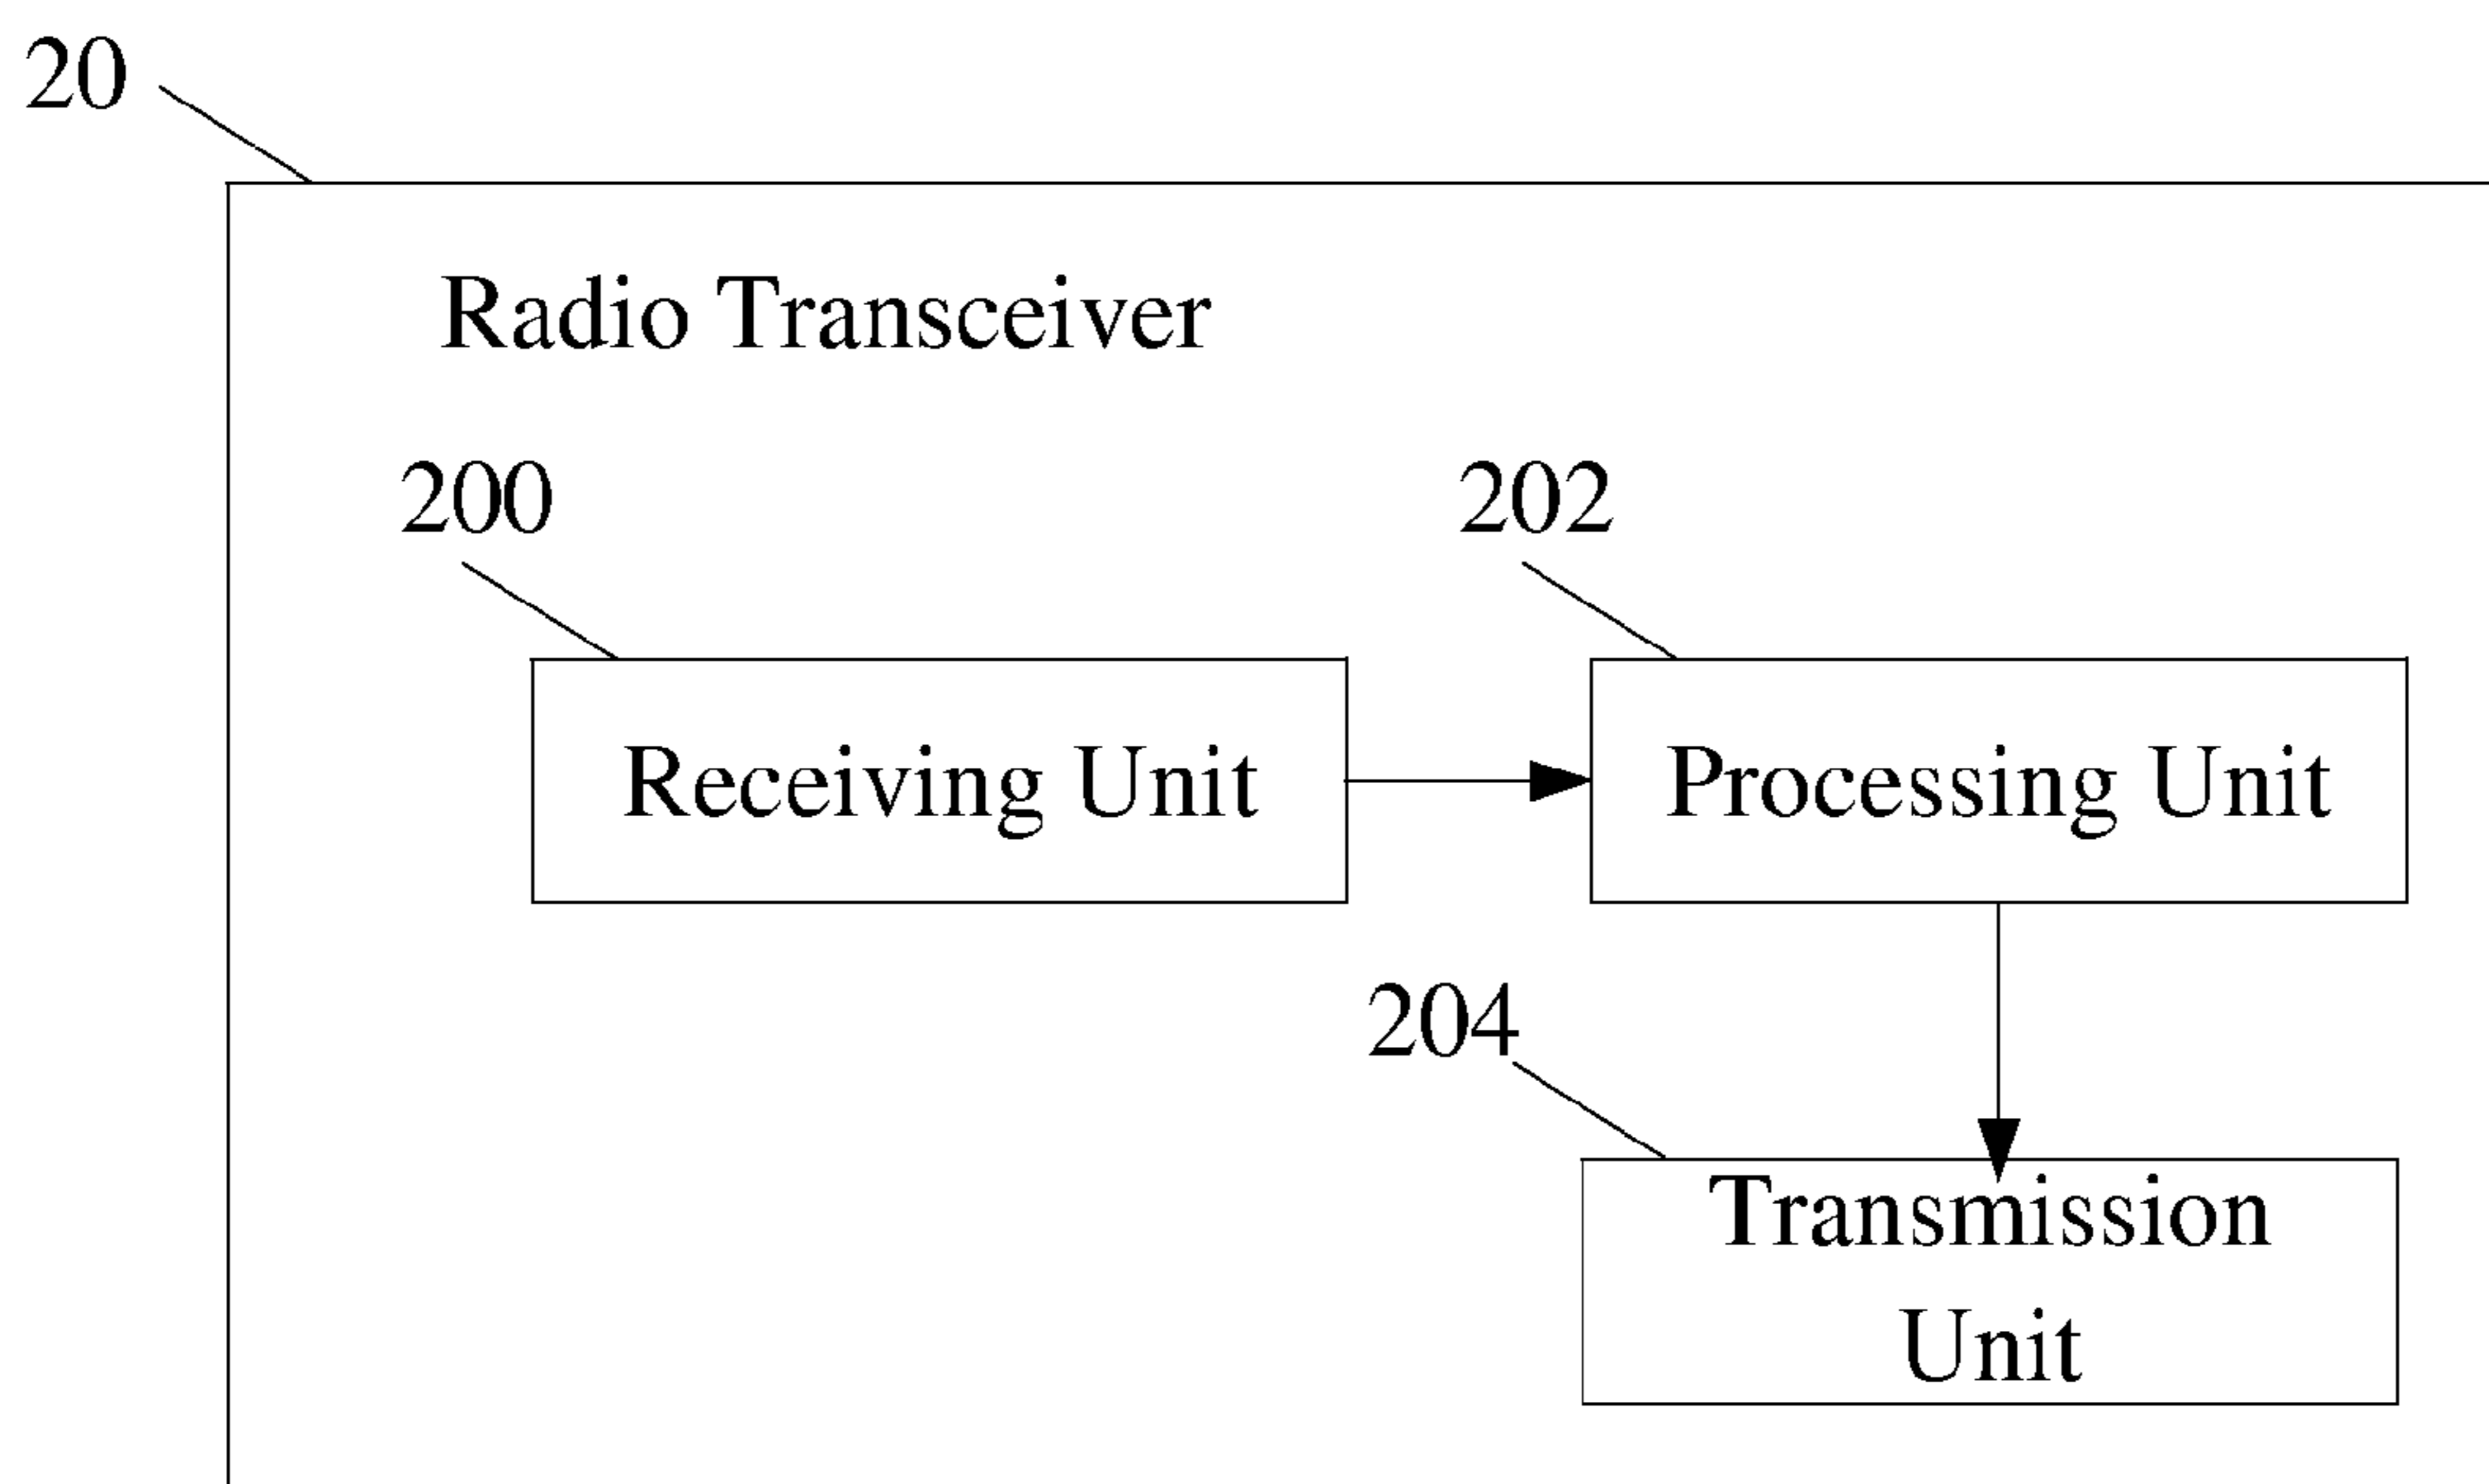 20
Radio Transceiver
200
202
Receiving Unit
Processing Unit
204
Transmission
Unit